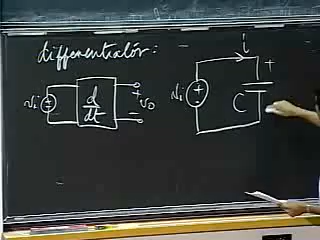 differentiator:
i
+
vi
+
-
d/dt
+
vo
-
vi
+
C